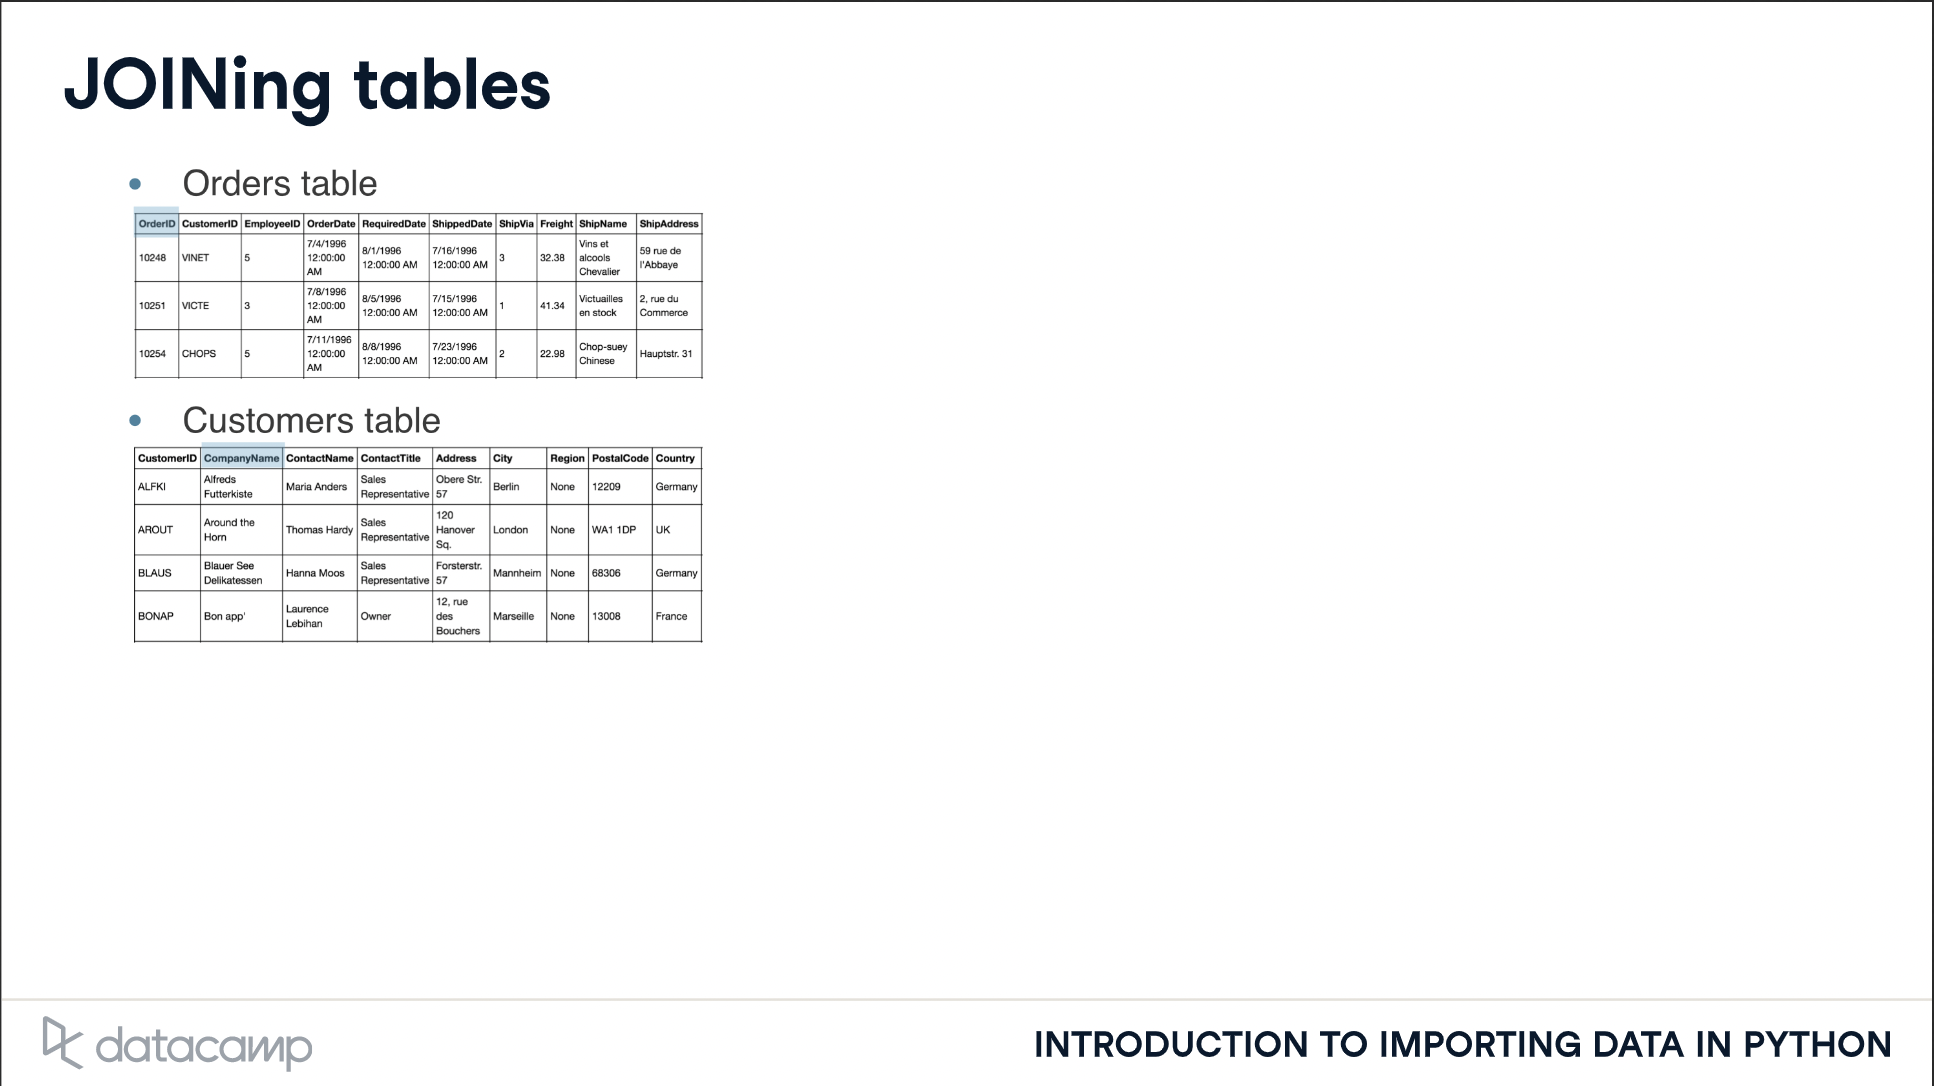 JOINing tables
• Orders table
OrderID CustomerID EmployeeID OrderDate RequiredDate ShippedDate ShipVia Freight ShipName ShipAddress
10248 VINET 5 7/4/1996 12:00:00 AM 8/1/1996 12:00:00 AM 7/16/1996 12:00:00 AM 3 32.38 Vins et alcools Chevalier 59 rue de l'Abbaye
10251 VICTE 3 7/8/1996 12:00:00 AM 8/5/1996 12:00:00 AM 7/15/1996 12:00:00 AM 1 41.34 Victuailles en stock 2, rue du Commerce
10254 CHOPS 5 7/11/1996 12:00:00 AM 8/8/1996 12:00:00 AM 7/23/1996 12:00:00 AM 2 22.98 Chop-suey Chinese Hauptstr. 31
• Customers table
CustomerID CompanyName ContactName ContactTitle Address City Region PostalCode Country
ALFKI Alfreds Futterkiste Maria Anders Sales Representative Obere Str. 57 Berlin None 12209 Germany
AROUT Around the Horn Thomas Hardy Sales Representative 120 Hanover Sq. London None WA1 1DP UK
BLAUS Blauer See Delikatessen Hanna Moos Sales Representative Forsterstr. 57 Mannheim None 68306 Germany
BONAP Bon app' Laurence Lebihan Owner 12, rue des Bouchers Marseille None 13008 France
datacamp
INTRODUCTION TO IMPORTING DATA IN PYTHON